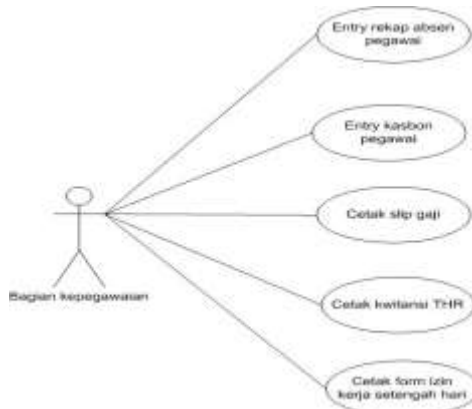 Entry rekap absen
pegawai
Entry kasbon
pegawai
Cetak slip gaji
Bagian kepegawaian
Cetak kwitansi THR
Cetak form izin
kerja setengah hari